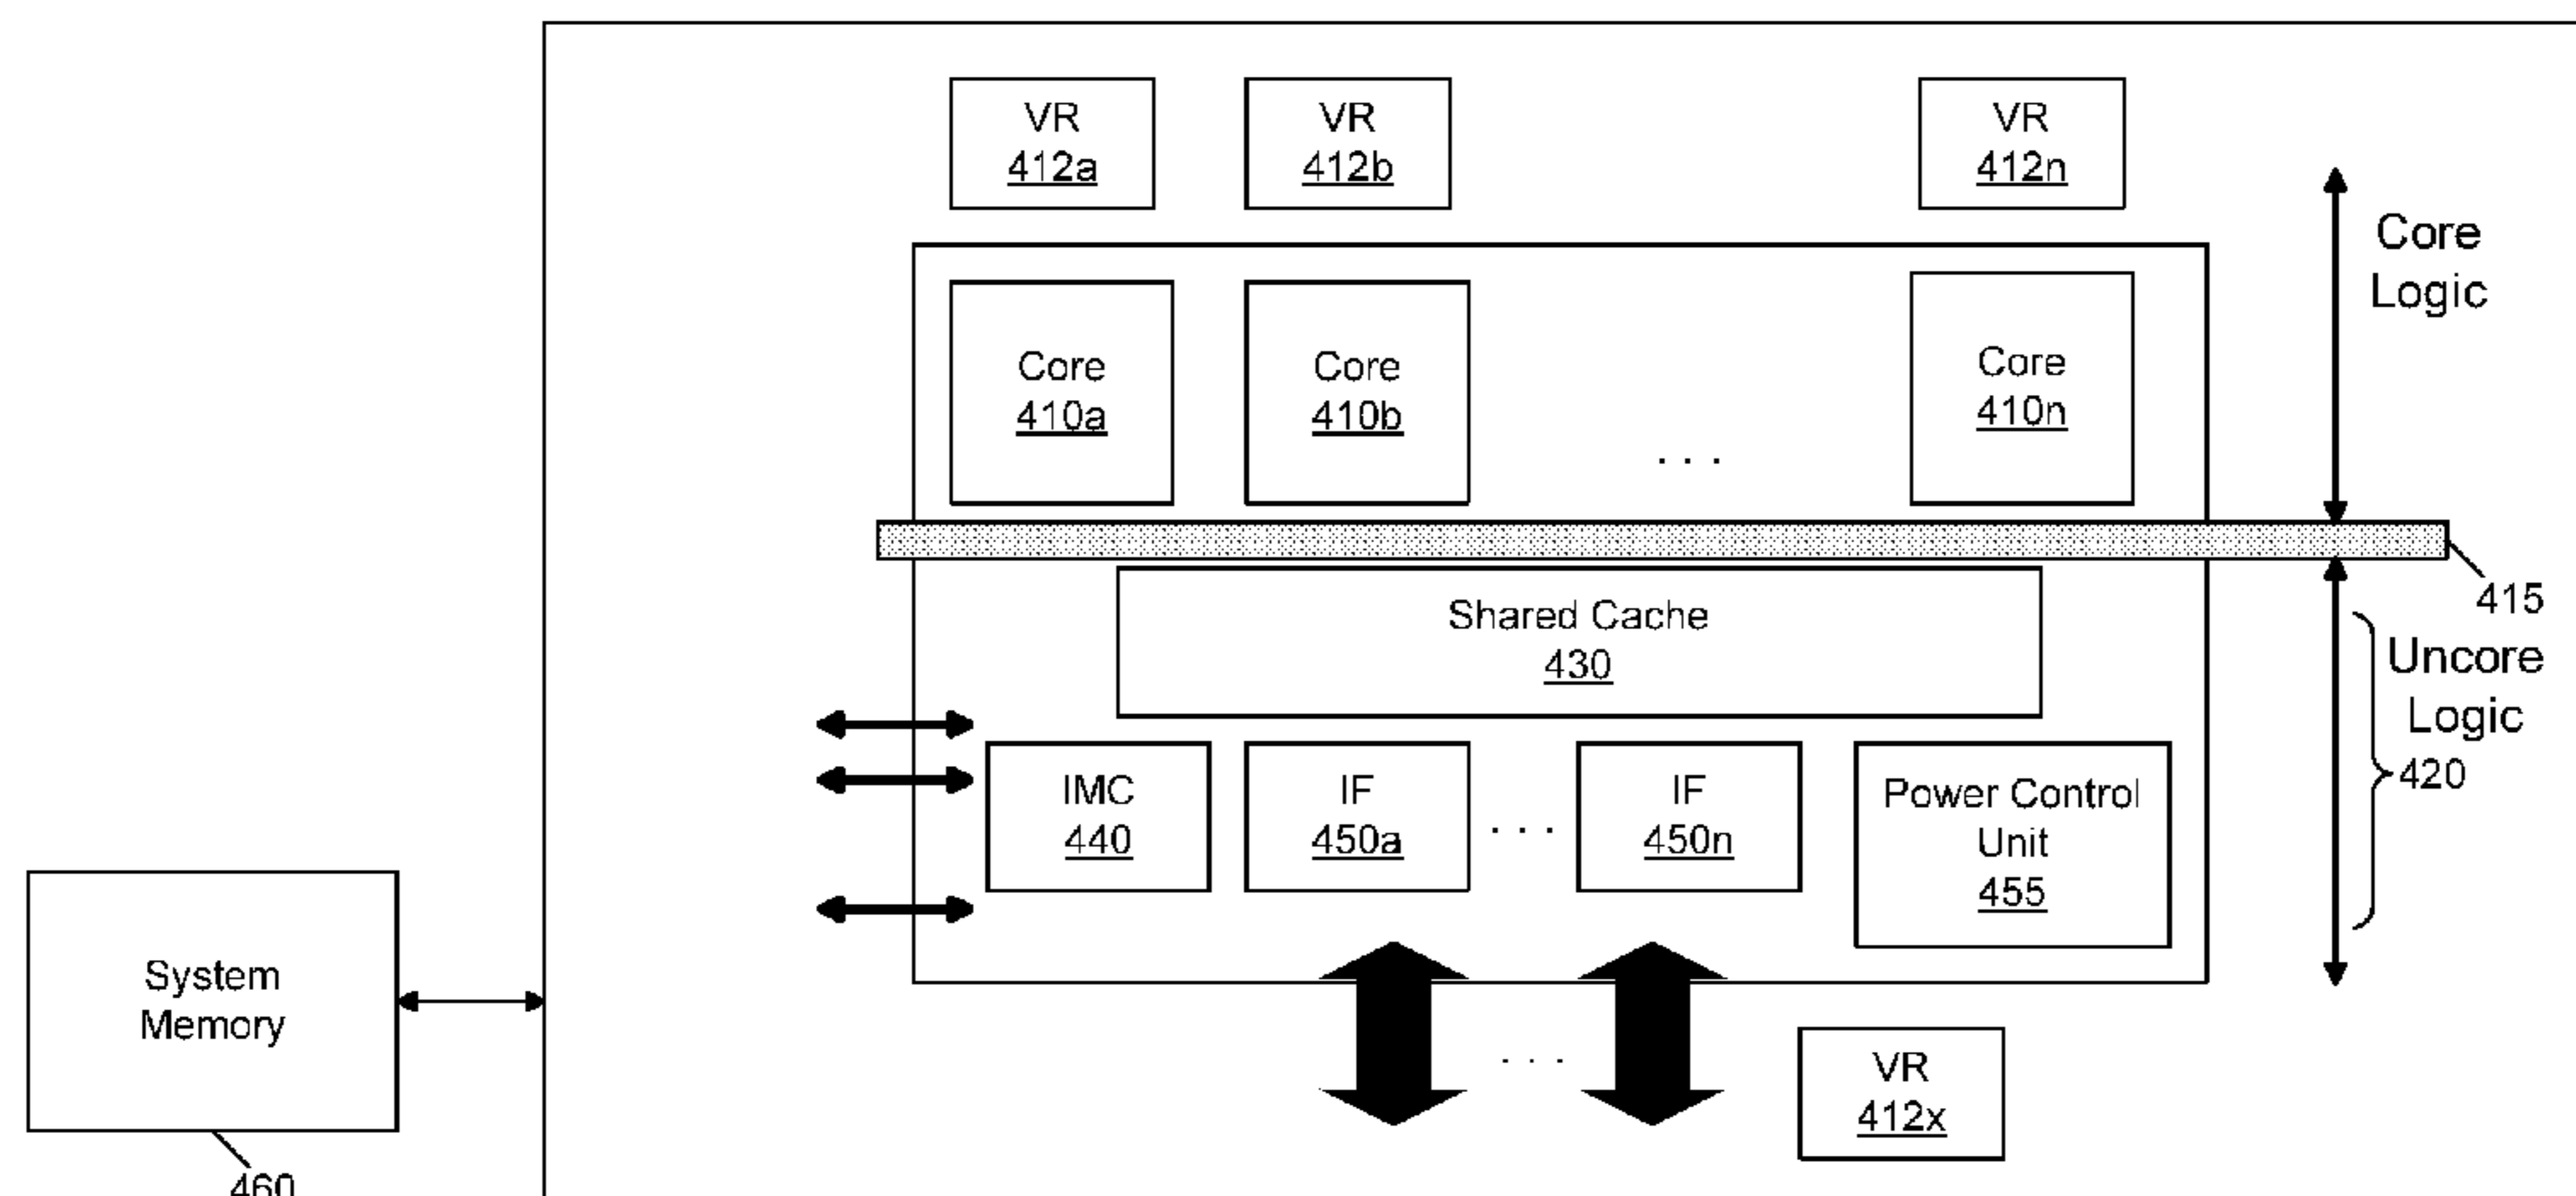 VR
412a
VR
412b
VR
412n
Core
Logic
Core
410a
Core
410b
. . .
Core
410n
415
Shared Cache
430
Uncore
Logic
420
IMC
440
IF
450a
. . .
IF
450n
Power Control
Unit
455
System
Memory
460
. . .
VR
412x